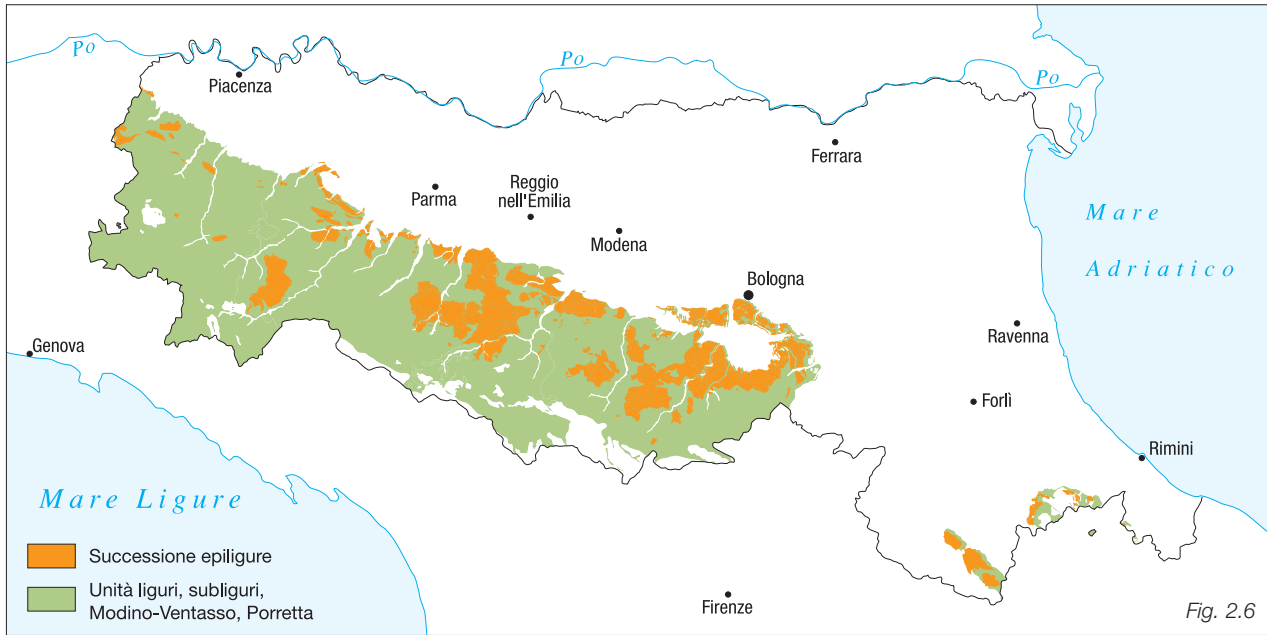 Po
Piacenza
Po
Po
Ferrara
Parma
Reggio
nell'Emilia
Modena
Mare
Adriatico
Bologna
Ravenna
Genova
Forlì
Rimini
Mare Ligure
Successione epiligure
Unità liguri, subliguri,
Modino-Ventasso, Porretta
Firenze
Fig. 2.6